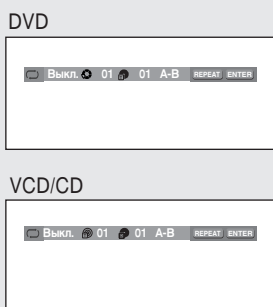 DVD
Выкл. 01 01 A-B REPEAT ENTER
VCD/CD
Выкл. 01 01 A-B REPEAT ENTER